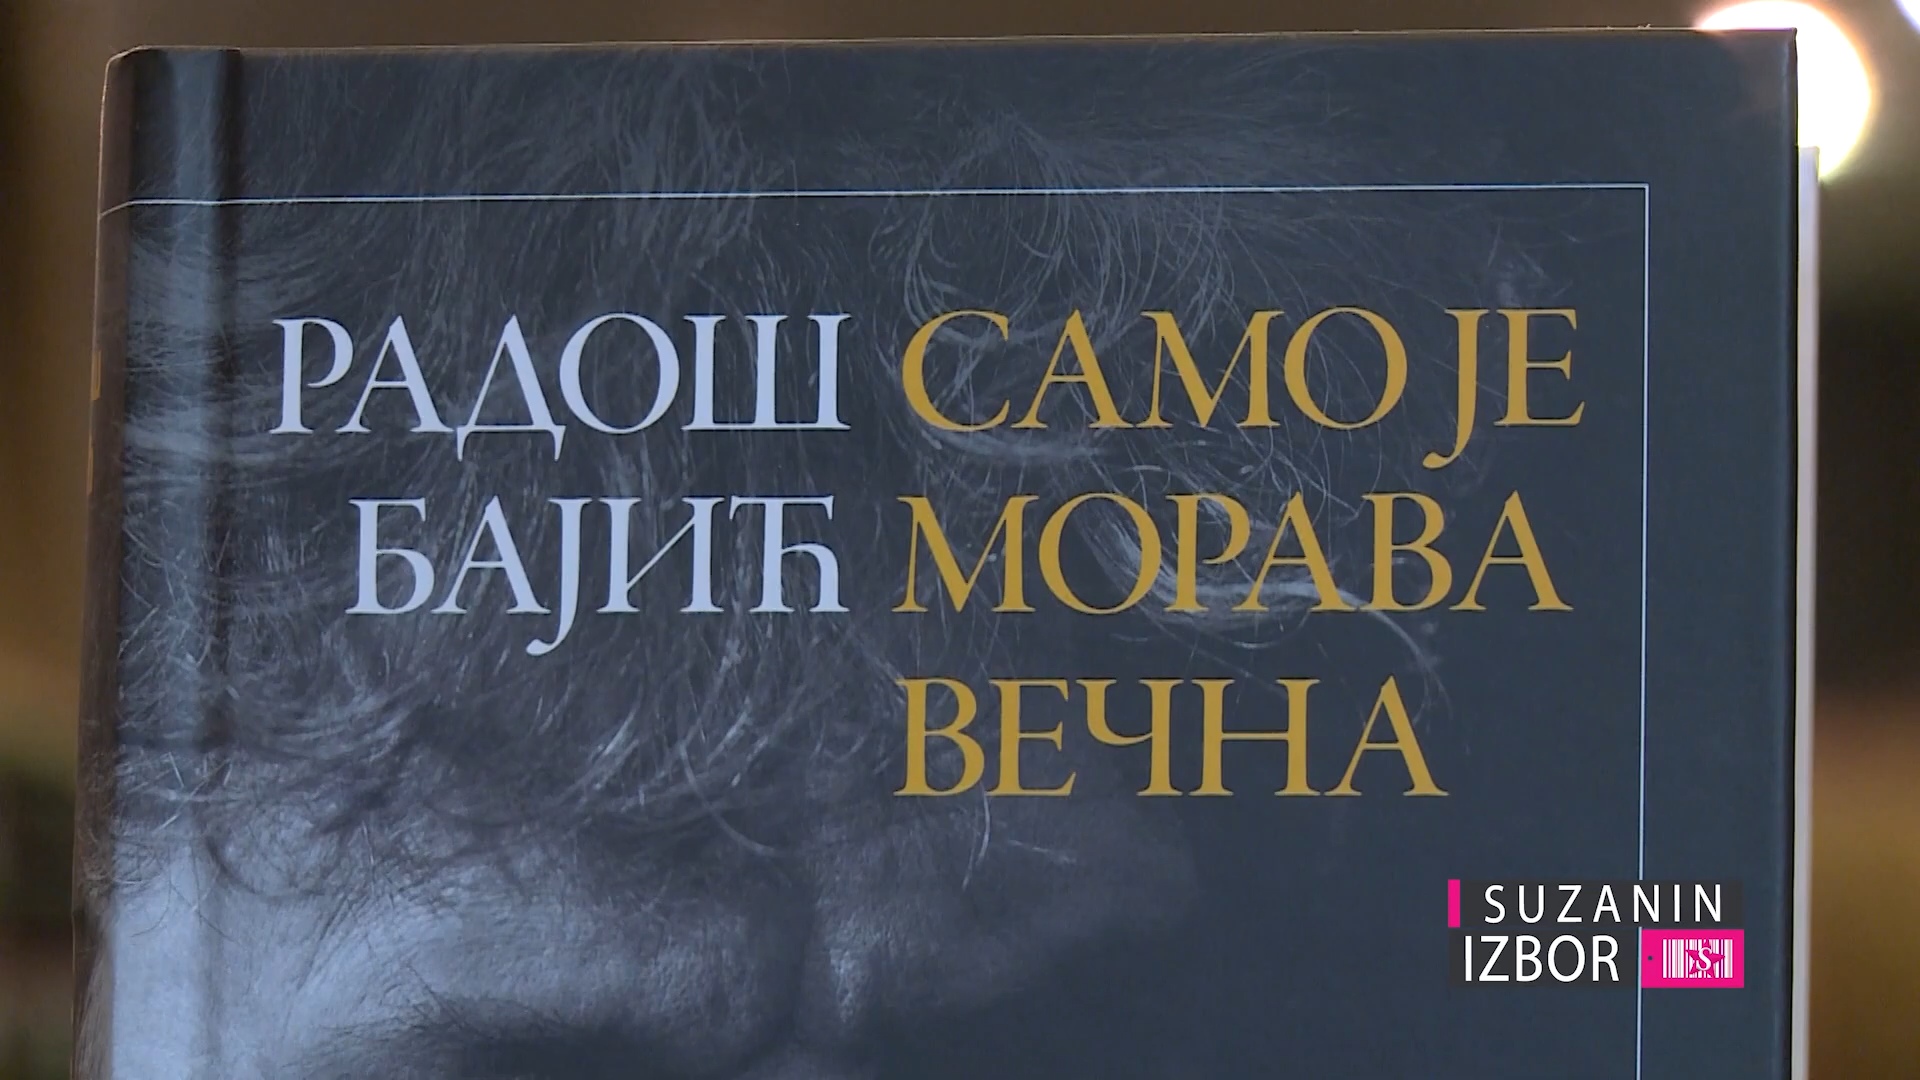 РАДОШ
БАЈИЋ
САМО ЈЕ
МОРАВА
ВЕЧНА
SUZANIN
IZBOR